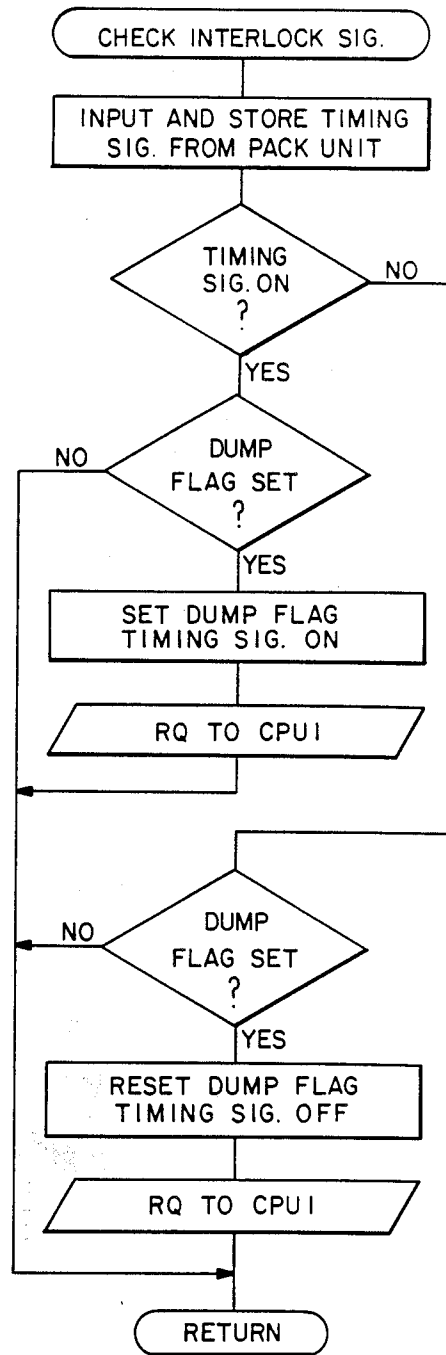 CHECK INTERLOCK SIG.
INPUT AND STORE TIMING
SIG. FROM PACK UNIT
TIMING
SIG. ON
?
NO
YES
DUMP
FLAG SET
?
NO
YES
SET DUMP FLAG
TIMING SIG. ON
RQ TO CPU1
DUMP
FLAG SET
?
NO
YES
RESET DUMP FLAG
TIMING SIG. OFF
RQ TO CPU1
RETURN